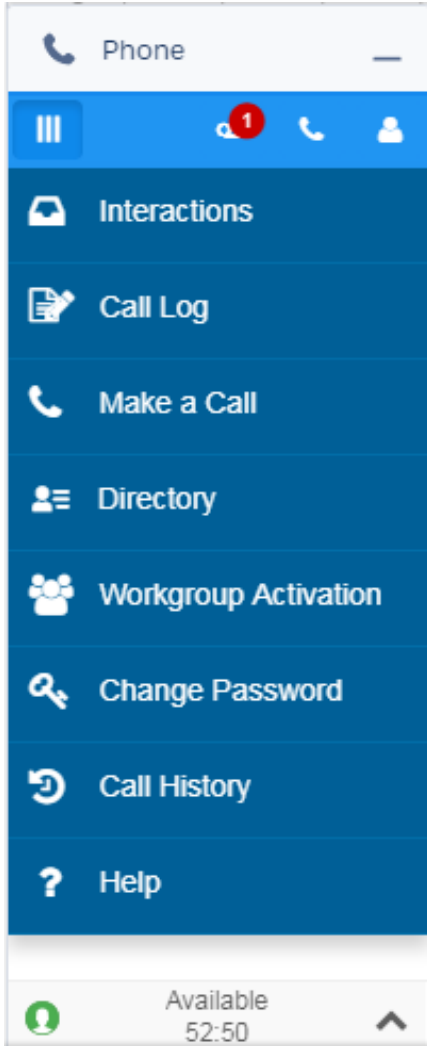 Phone
1
Interactions
Call Log
Make a Call
Directory
Workgroup Activation
Change Password
Call History
? Help
Available
52:50